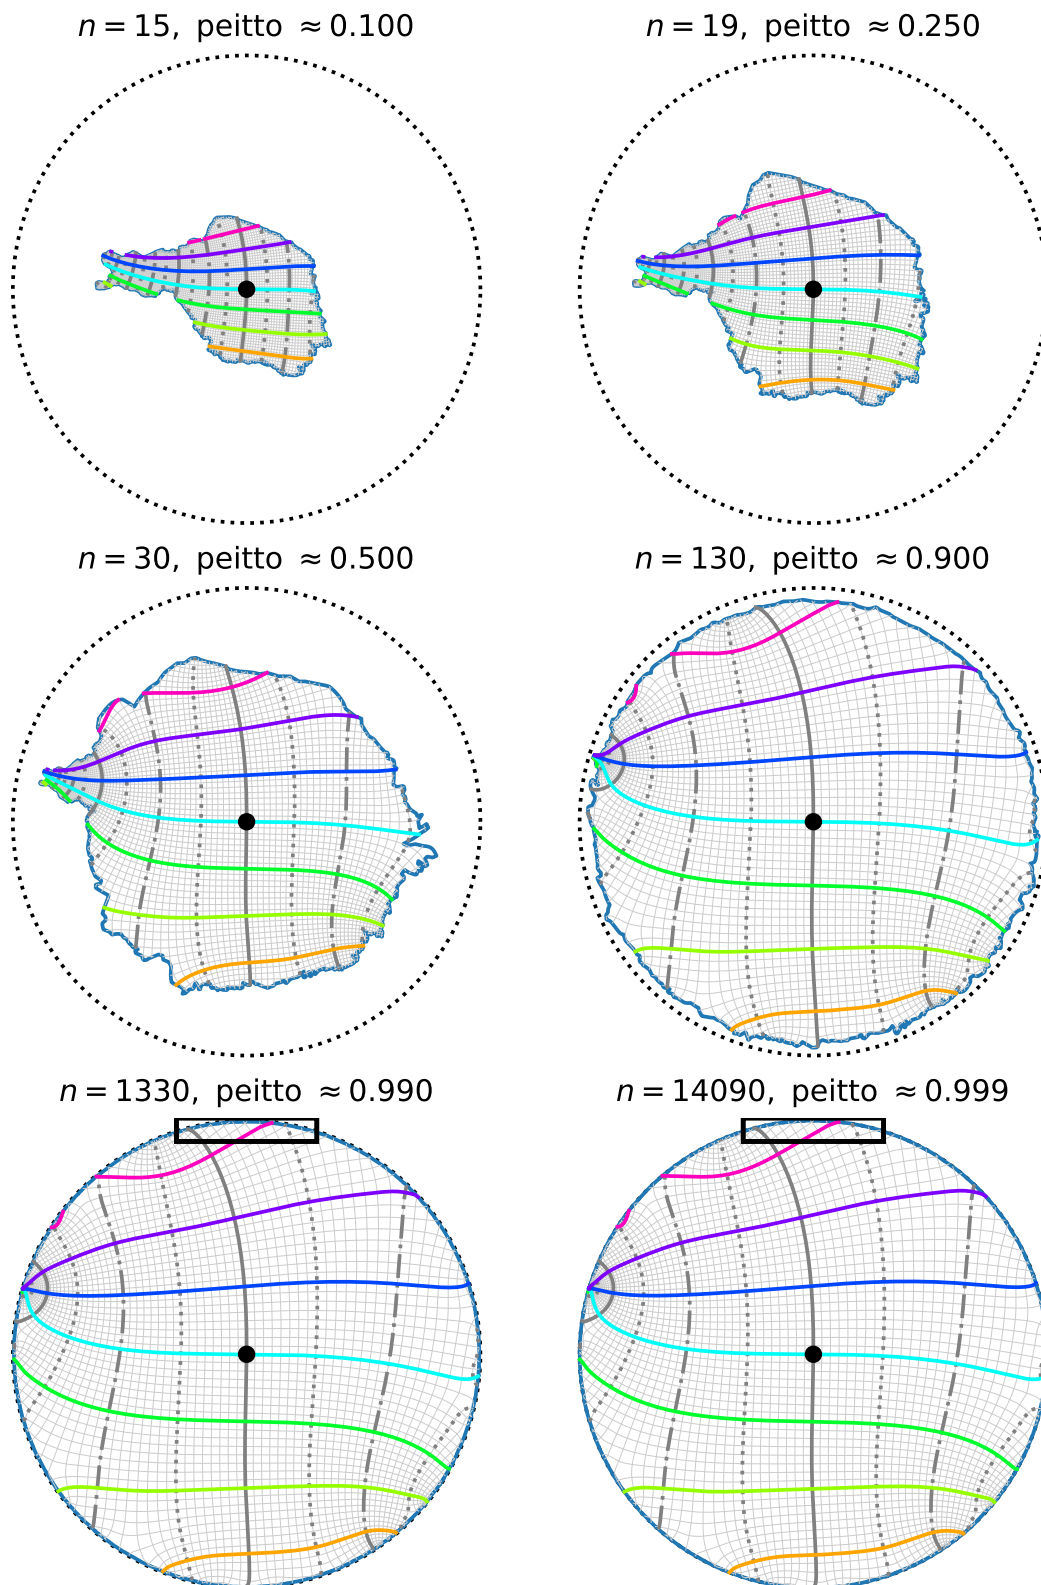 n = 15, peitto ≈0.100
n = 19, peitto ≈0.250
n = 30, peitto ≈0.500
n = 130, peitto ≈0.900
n = 1330, peitto ≈0.990
n = 14090, peitto ≈0.999